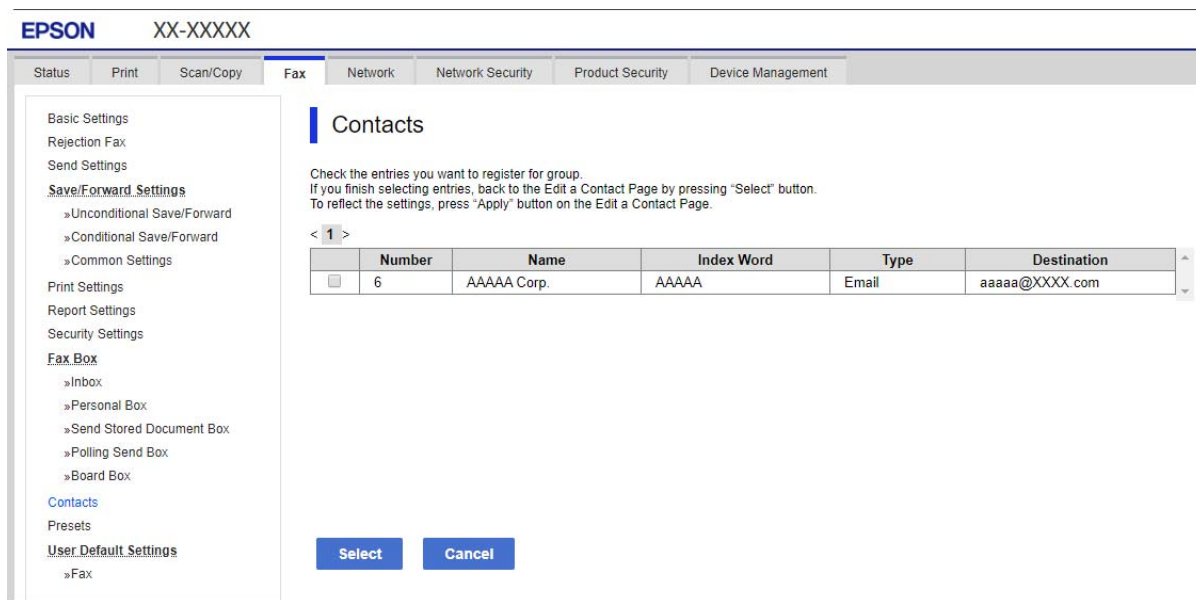 EPSON XX-XXXXX
Status Print Scan/Copy Fax Network Network Security Product Security Device Management
Basic Settings
Rejection Fax
Send Settings
Save/Forward Settings
»Unconditional Save/Forward
»Conditional Save/Forward
»Common Settings
Print Settings
Report Settings
Security Settings
Fax Box
»Inbox
»Personal Box
»Send Stored Document Box
»Polling Send Box
»Board Box
Contacts
Presets
User Default Settings
»Fax
Contacts
Check the entries you want to register for group.
If you finish selecting entries, back to the Edit a Contact Page by pressing "Select" button.
To reflect the settings, press "Apply" button on the Edit a Contact Page.
< 1 >
Number Name Index Word Type Destination
6 AAAAA Corp. AAAAA Email aaaaa@XXXX.com
Select Cancel